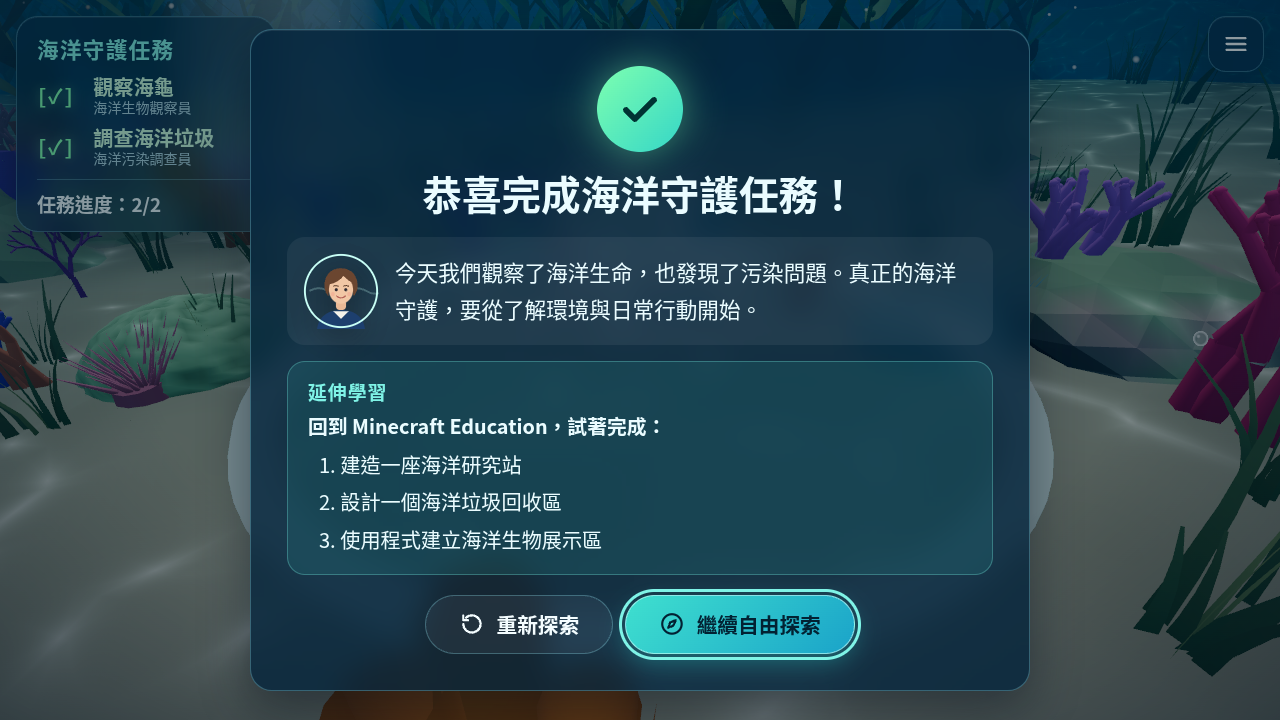 海洋守護任務
[✓] 觀察海龜
海洋生物觀察員
[✓] 調查海洋垃圾
海洋污染調查員
任務進度：2/2
恭喜完成海洋守護任務！
今天我們觀察了海洋生命，也發現了污染問題。真正的海洋
守護，要從了解環境與日常行動開始。
延伸學習
回到 Minecraft Education，試著完成：
1. 建造一座海洋研究站
2. 設計一個海洋垃圾回收區
3. 使用程式建立海洋生物展示區
重新探索
繼續自由探索